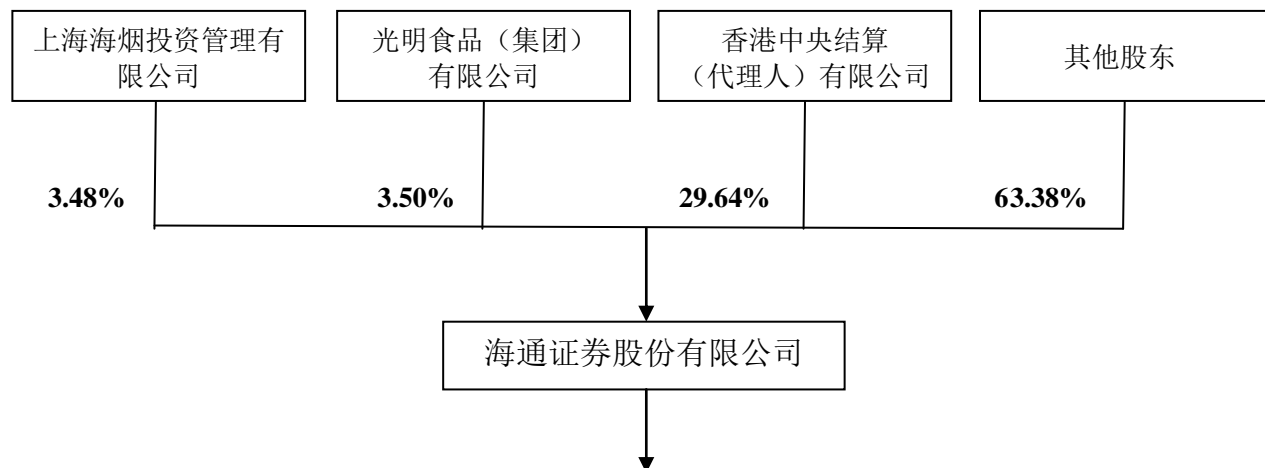 上海海烟投资管理有
限公司
光明食品（集团）
有限公司
香港中央结算
（代理人）有限公司
其他股东
3.48%
3.50%
29.64%
63.38%
海通证券股份有限公司